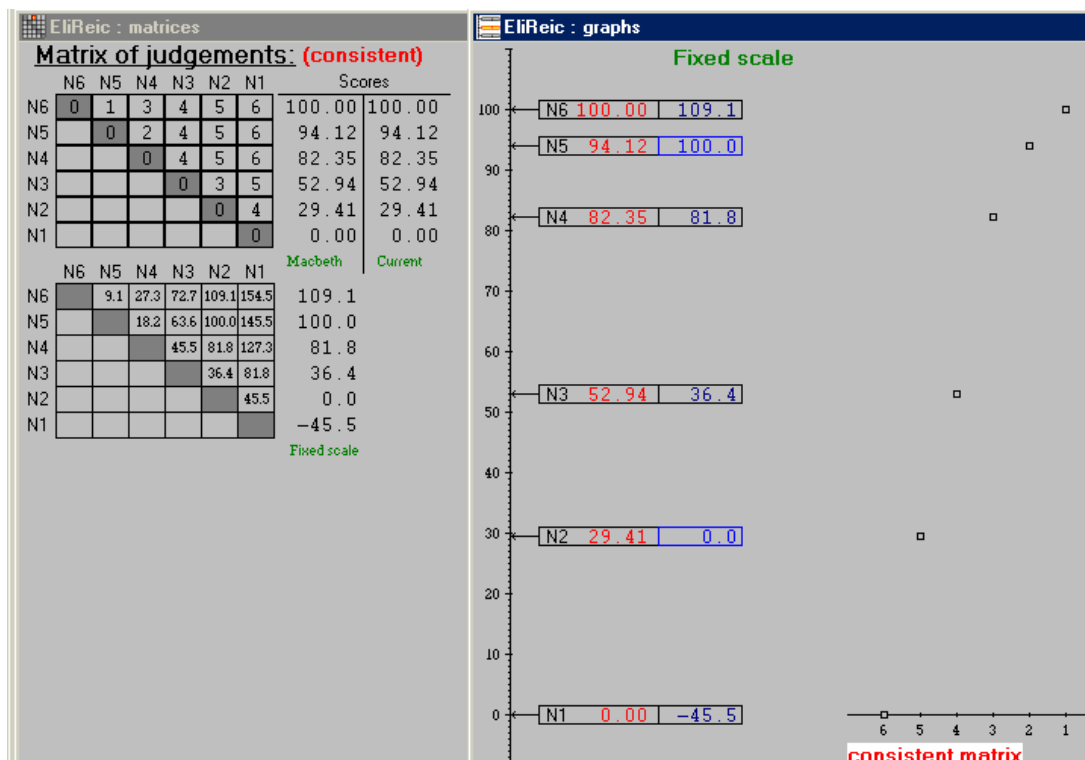 EliReic : matrices
Matrix of judgements: (consistent)
N6 N5 N4 N3 N2 N1 Scores
N6 0 1 3 4 5 6 100.00 100.00
N5 0 2 4 5 6 94.12 94.12
N4 0 4 5 6 82.35 82.35
N3 0 3 5 52.94 52.94
N2 0 4 29.41 29.41
N1 0 0.00 0.00
Macbeth Current
N6 N5 N4 N3 N2 N1
N6 9.1 27.3 72.7 109.1 154.5 109.1
N5 18.2 63.6 100.0 145.5 100.0
N4 45.5 81.8 127.3 81.8
N3 36.4 81.8 36.4
N2 45.5 0.0
N1 -45.5
Fixed scale
EliReic : graphs
Fixed scale
100 N6 100.00 109.1
N5 94.12 100.0
90
N4 82.35 81.8
80
70
60
N3 52.94 36.4
50
40
30 N2 29.41 0.0
20
10
0 N1 0.00 -45.5
6 5 4 3 2 1
consistent matrix